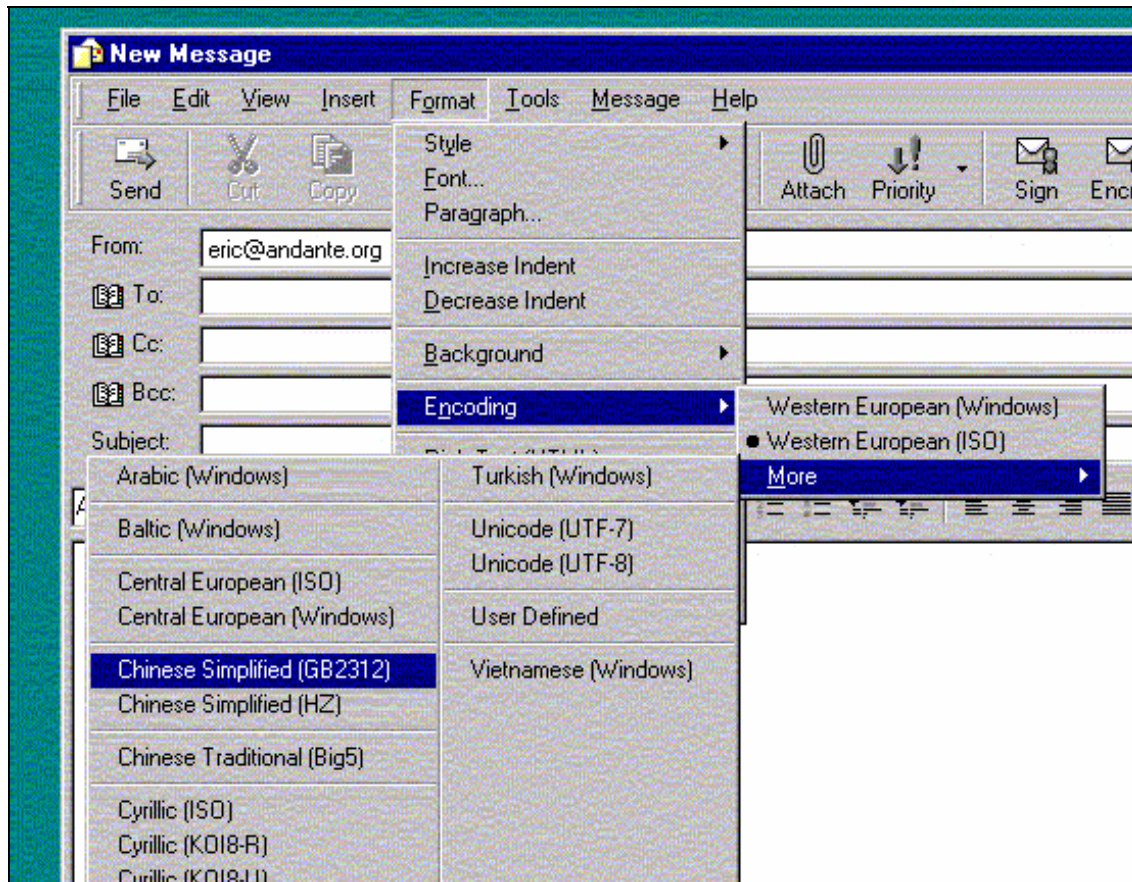 New Message
File Edit View Insert Format Tools Message Help
Send Cut Copy Attach Priority Sign
Style
Font...
Paragraph...
Increase Indent
Decrease Indent
Background
Encoding
From: eric@andante.org
To:
Cc:
Bcc:
Subject:
Western European (Windows)
Western European (ISO)
More
Arabic (Windows)
Baltic (Windows)
Central European (ISO)
Central European (Windows)
Chinese Simplified (GB2312)
Chinese Simplified (HZ)
Chinese Traditional (Big5)
Cyrillic (ISO)
Cyrillic (KOI8-R)
Cyrillic (KOI8-U)
Turkish (Windows)
Unicode (UTF-7)
Unicode (UTF-8)
User Defined
Vietnamese (Windows)